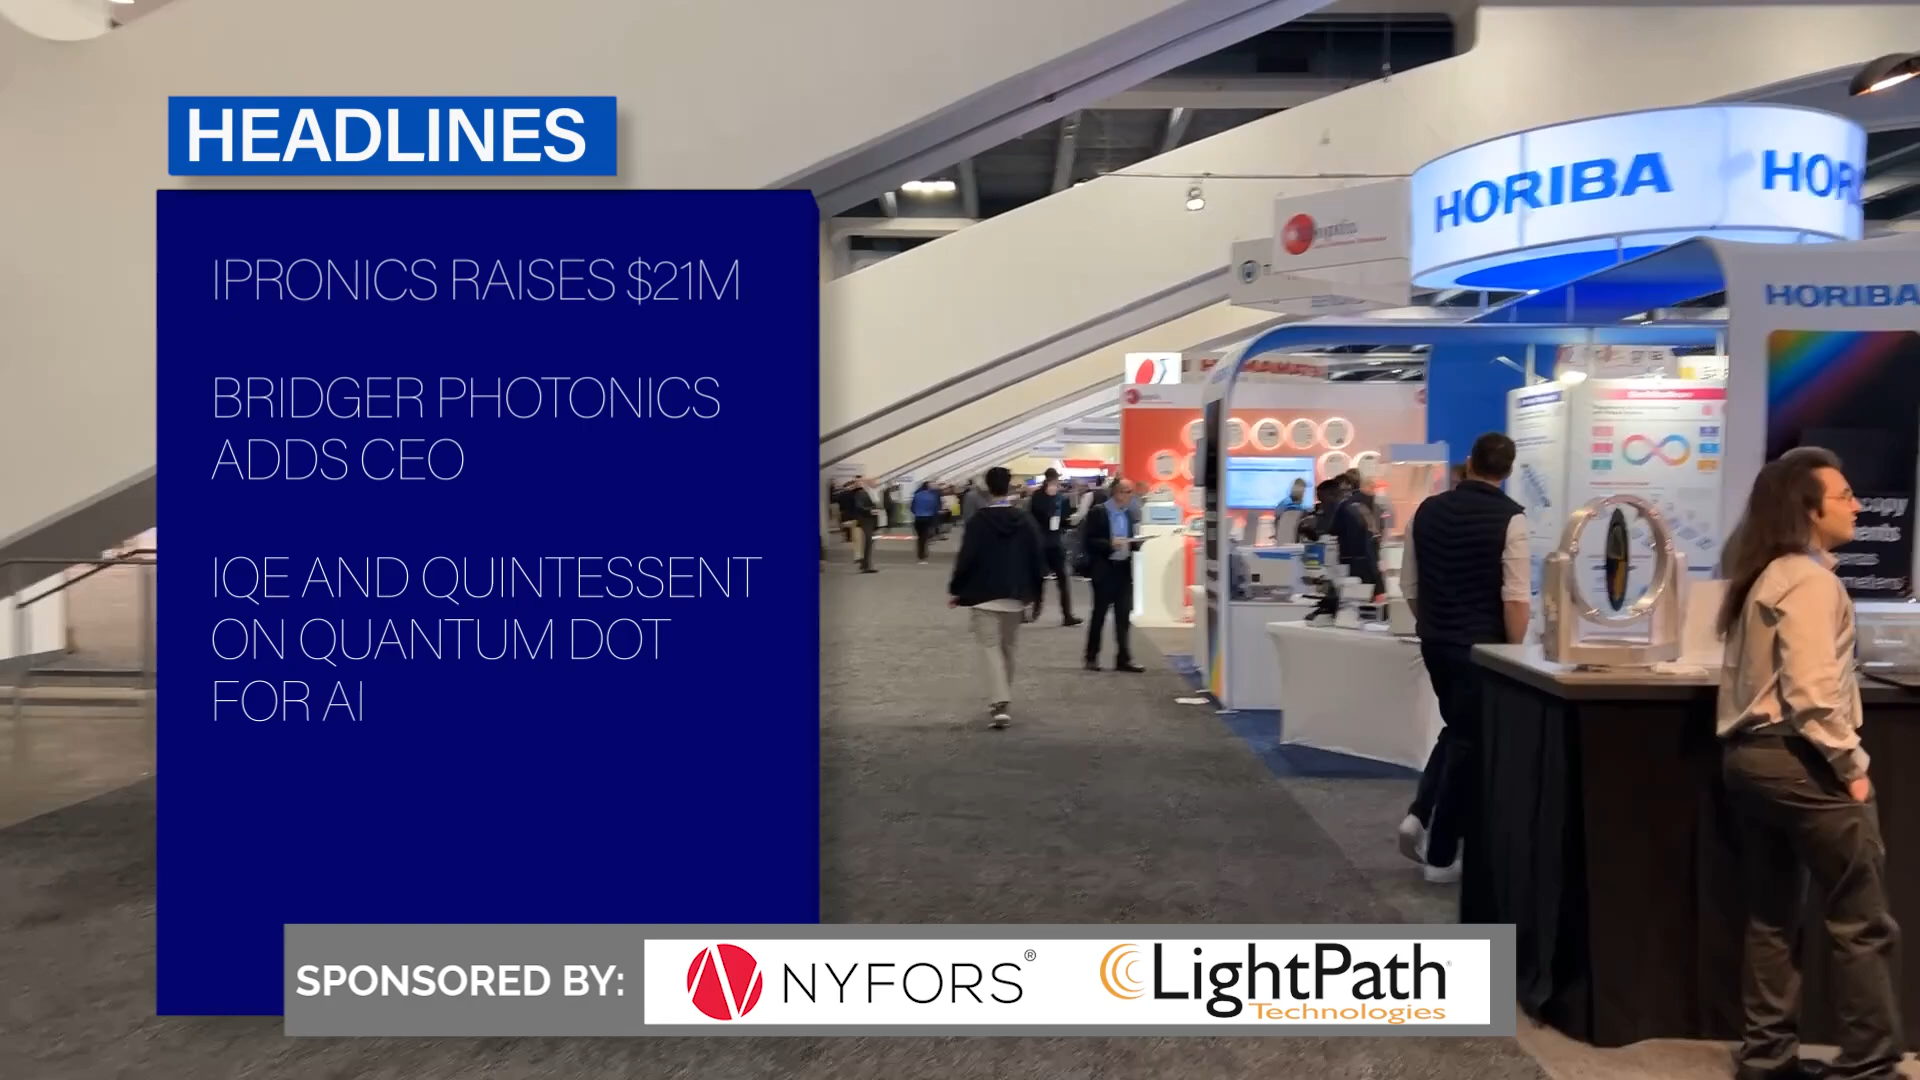 HEADLINES
IPRONICS RAISES $21M
BRIDGER PHOTONICS
ADDS CEO
IQE AND QUINTESSENT
ON QUANTUM DOT
FOR AI
HORIBA
HORIBA
SPONSORED BY:
NYFORS®
LightPath
Technologies